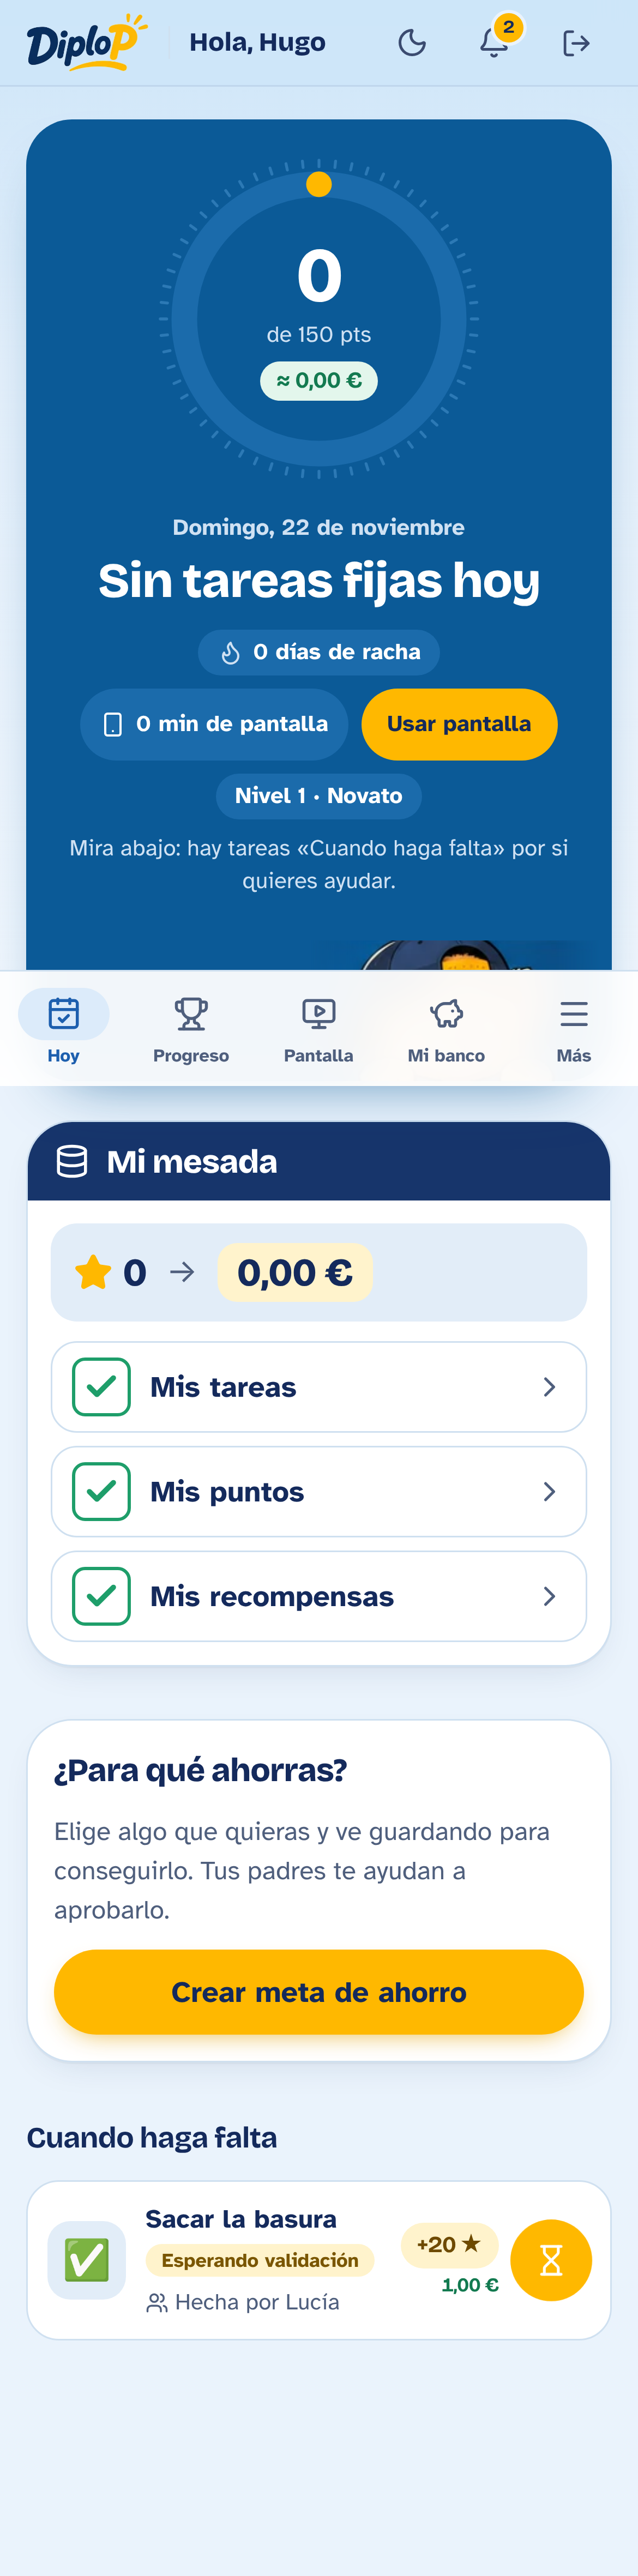 DiploP
Hola, Hugo
2
0
de 150 pts
≈ 0,00 €
Domingo, 22 de noviembre
Sin tareas fijas hoy
0 días de racha
0 min de pantalla
Usar pantalla
Nivel 1 · Novato
Mira abajo: hay tareas «Cuando haga falta» por si
quieres ayudar.
Hoy
Progreso
Pantalla
Mi banco
Más
Mi mesada
0 → 0,00 €
Mis tareas
Mis puntos
Mis recompensas
¿Para qué ahorras?
Elige algo que quieras y ve guardando para
conseguirlo. Tus padres te ayudan a
aprobarlo.
Crear meta de ahorro
Cuando haga falta
Sacar la basura
Esperando validación
Hecha por Lucía
+20 ★
1,00 €